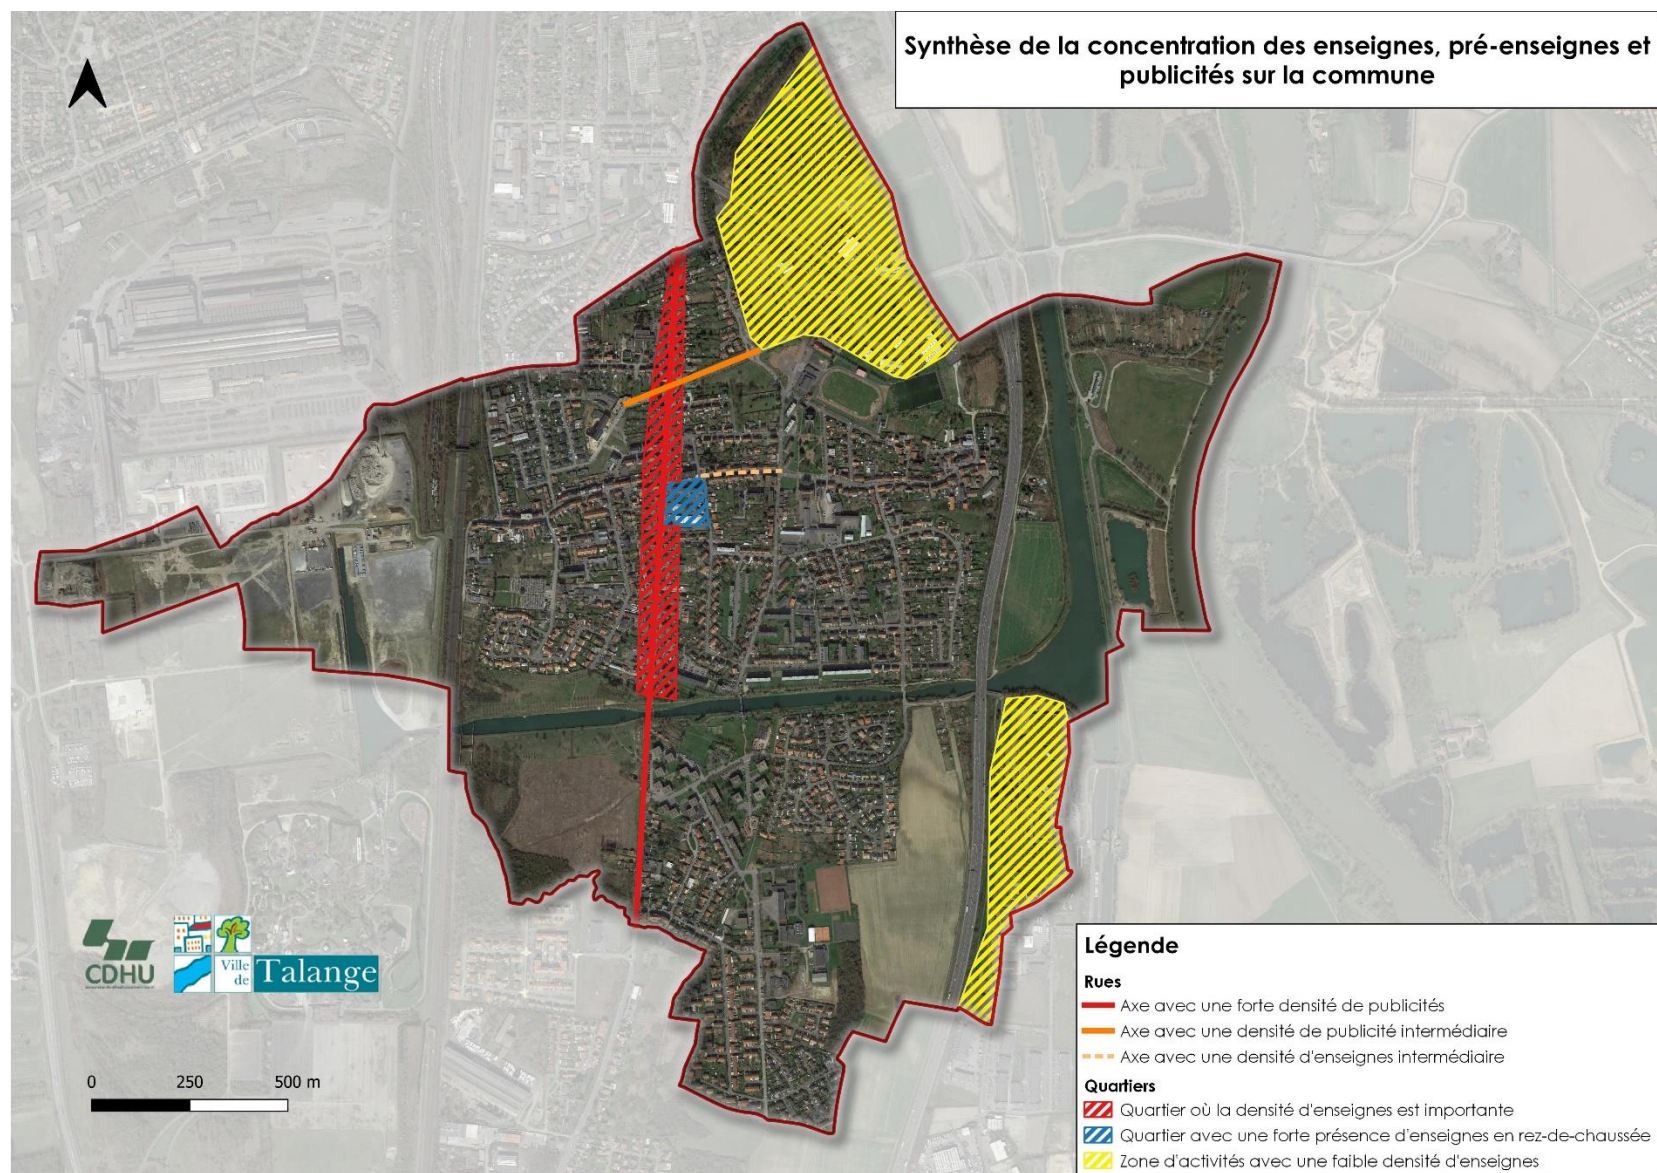 Synthèse de la concentration des enseignes, pré-enseignes et
publicités sur la commune
CDHU
Ville
de
Talange
0 250 500 m
Légende
Rues
Axe avec une forte densité de publicités
Axe avec une densité de publicité intermédiaire
Axe avec une densité d'enseignes intermédiaire
Quartiers
Quartier où la densité d'enseignes est importante
Quartier avec une forte présence d'enseignes en rez-de-chaussée
Zone d'activités avec une faible densité d'enseignes